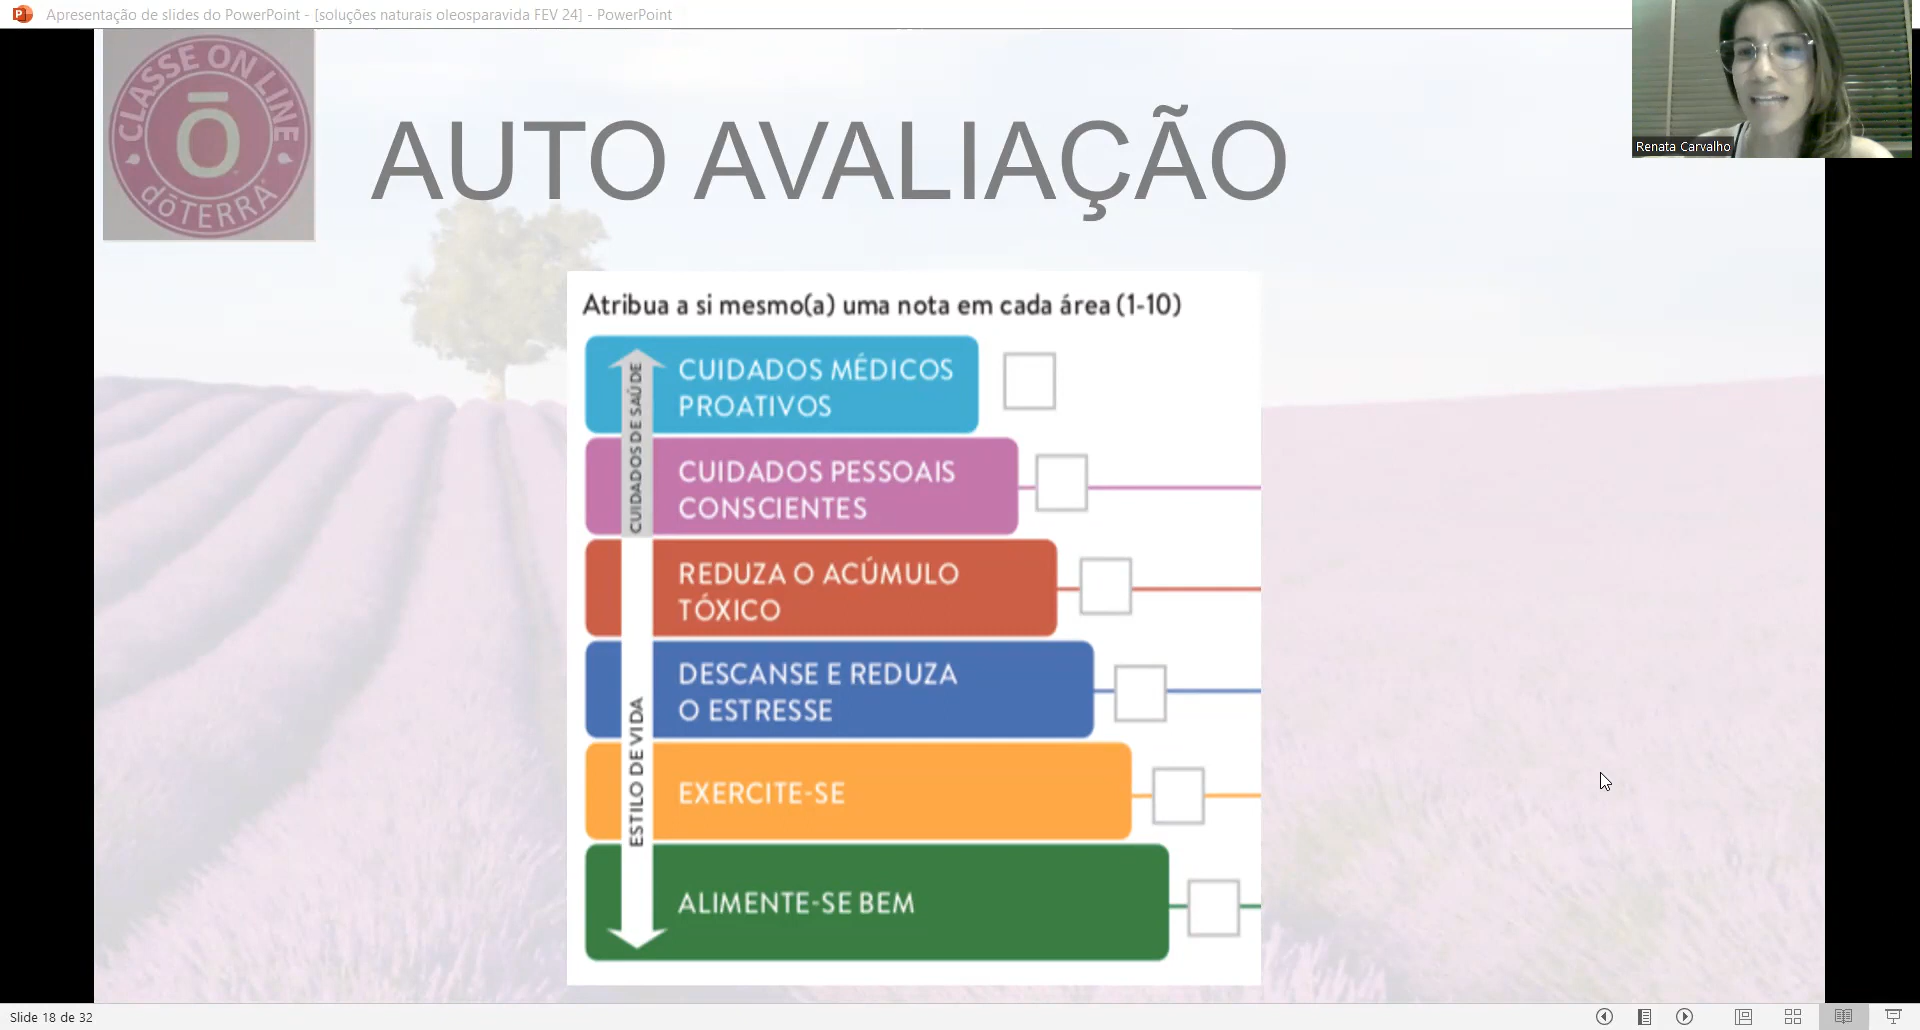 Apresentação de slides do PowerPoint - [soluções naturais oleosparavida FEV 24] - PowerPoint
CLASSE ON LINE
Ō
dōTERRA
AUTO AVALIAÇÃO
Renata Carvalho
Atribua a si mesmo(a) uma nota em cada área (1-10)
CUIDADOS DE SAÚDE
CUIDADOS MÉDICOS
PROATIVOS
CUIDADOS PESSOAIS
CONSCIENTES
REDUZA O ACÚMULO
TÓXICO
ESTILO DE VIDA
DESCANSE E REDUZA
O ESTRESSE
EXERCITE-SE
ALIMENTE-SE BEM
Slide 18 de 32